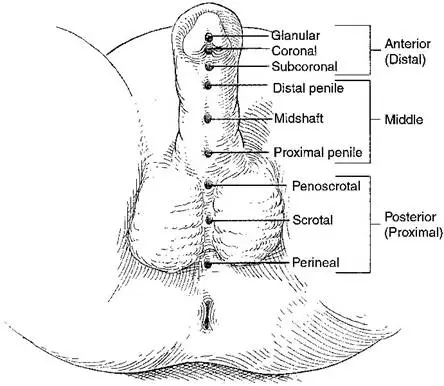 Glanular
Coronal
Subcoronal
Anterior
(Distal)
Distal penile
Midshaft
Proximal penile
Middle
Penoscrotal
Scrotal
Perineal
Posterior
(Proximal)